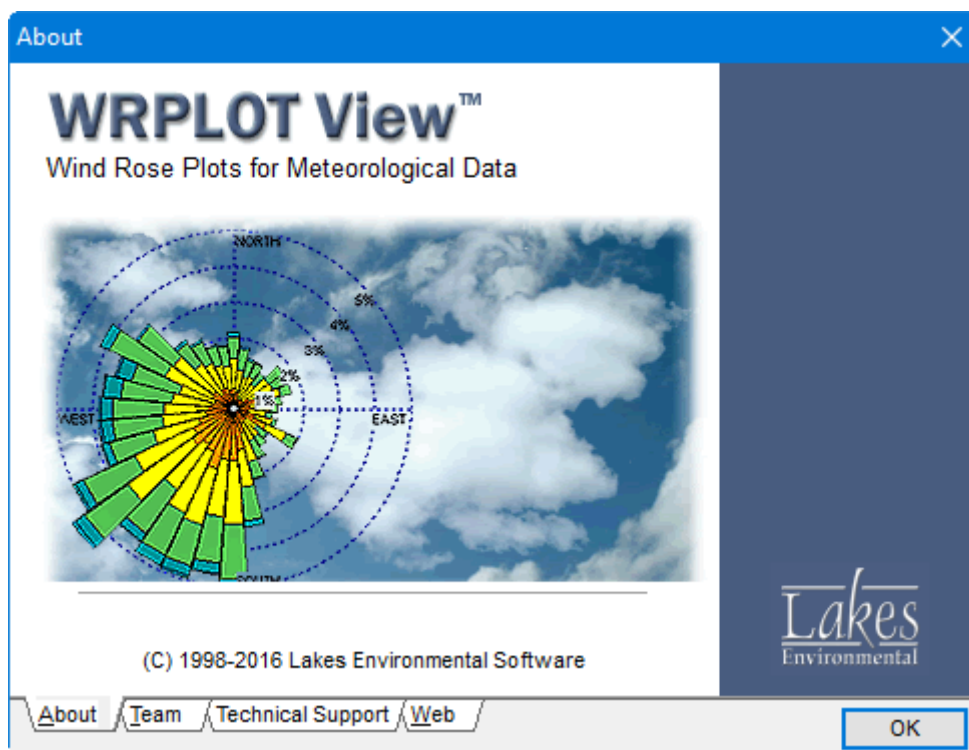 About
WRPLOT View™
Wind Rose Plots for Meteorological Data
NORTH
5%
4%
3%
2%
1%
WEST
EAST
SOUTH
Lakes
Environmental
(C) 1998-2016 Lakes Environmental Software
About Team Technical Support Web
OK